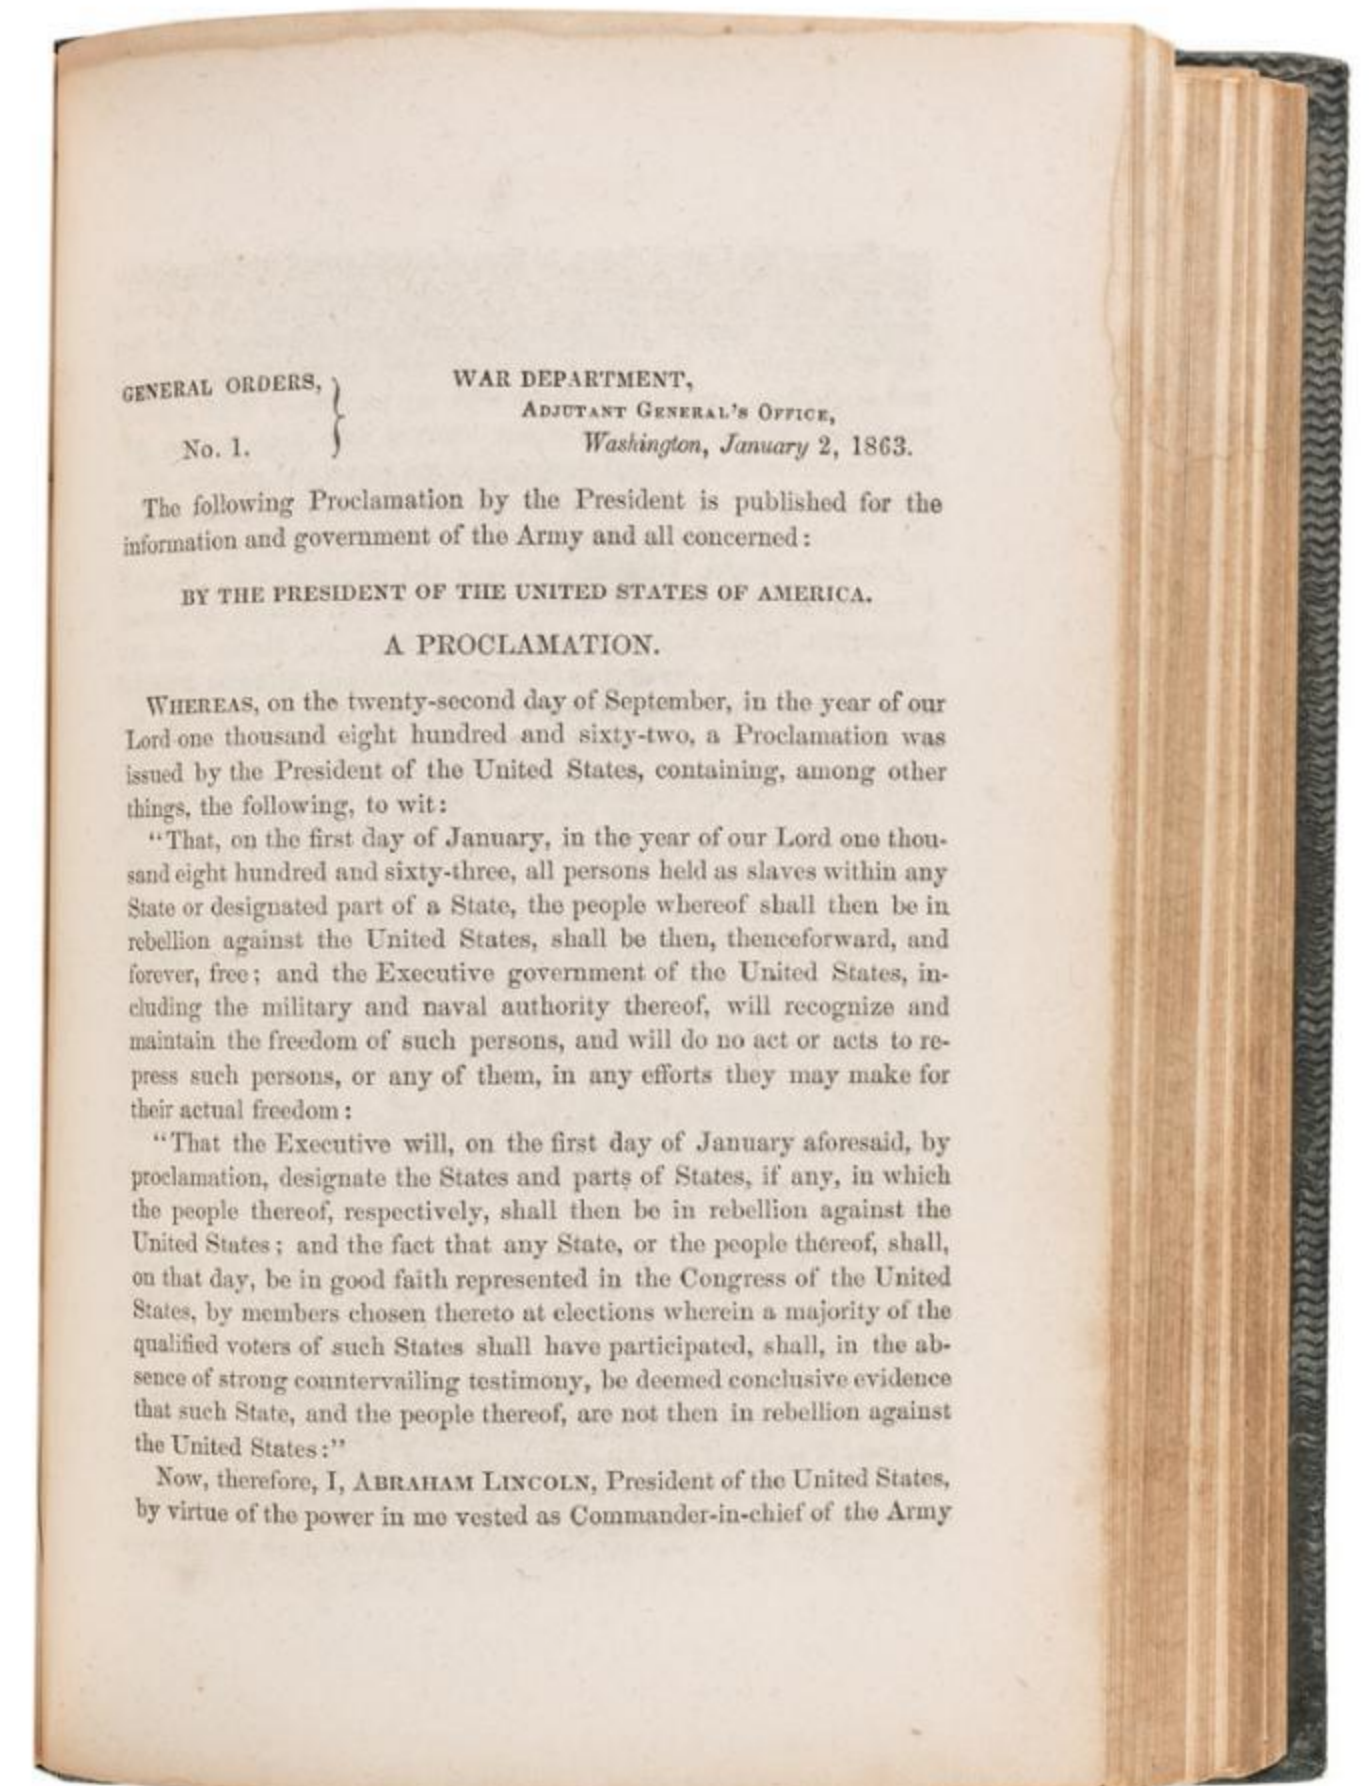 GENERAL ORDERS,
No. 1.
WAR DEPARTMENT,
ADJUTANT GENERAL'S OFFICE,
Washington, January 2, 1863.
The following Proclamation by the President is published for the
information and government of the Army and all concerned:
BY THE PRESIDENT OF THE UNITED STATES OF AMERICA.
A PROCLAMATION.
WHEREAS, on the twenty-second day of September, in the year of our
Lord one thousand eight hundred and sixty-two, a Proclamation was
issued by the President of the United States, containing, among other
things, the following, to wit:
"That, on the first day of January, in the year of our Lord one thou-
sand eight hundred and sixty-three, all persons held as slaves within any
State or designated part of a State, the people whereof shall then be in
rebellion against the United States, shall be then, thenceforward, and
forever, free; and the Executive government of the United States, in-
cluding the military and naval authority thereof, will recognize and
maintain the freedom of such persons, and will do no act or acts to re-
press such persons, or any of them, in any efforts they may make for
their actual freedom:
"That the Executive will, on the first day of January aforesaid, by
proclamation, designate the States and parts of States, if any, in which
the people thereof, respectively, shall then be in rebellion against the
United States; and the fact that any State, or the people thereof, shall,
on that day, be in good faith represented in the Congress of the United
States, by members chosen thereto at elections wherein a majority of the
qualified voters of such States shall have participated, shall, in the ab-
sence of strong countervailing testimony, be deemed conclusive evidence
that such State, and the people thereof, are not then in rebellion against
the United States:"
Now, therefore, I, ABRAHAM LINCOLN, President of the United States,
by virtue of the power in me vested as Commander-in-chief of the Army